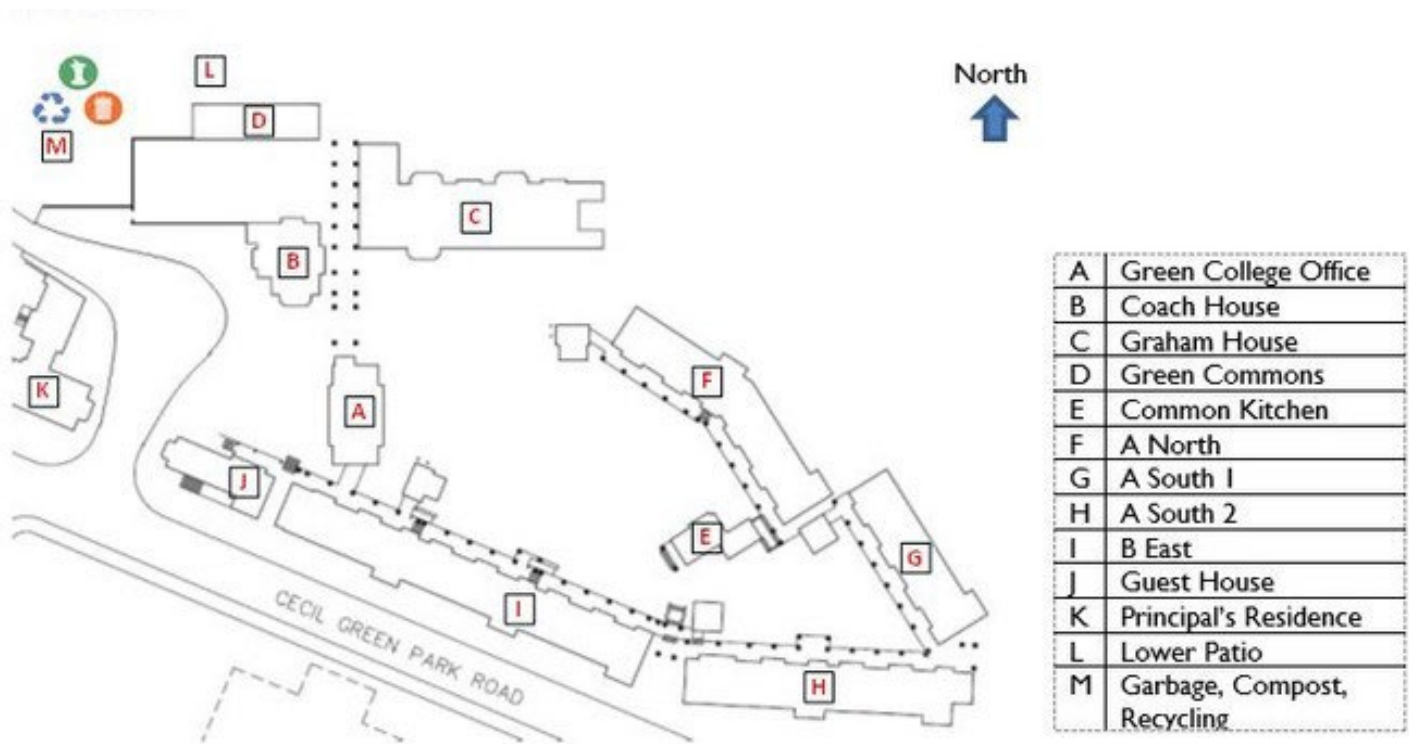 L
North
D
M
C
B
F
K
A
J
E
G
I
H
CECIL GREEN PARK ROAD
A Green College Office
B Coach House
C Graham House
D Green Commons
E Common Kitchen
F A North
G A South 1
H A South 2
I B East
J Guest House
K Principal's Residence
L Lower Patio
M Garbage, Compost,
Recycling